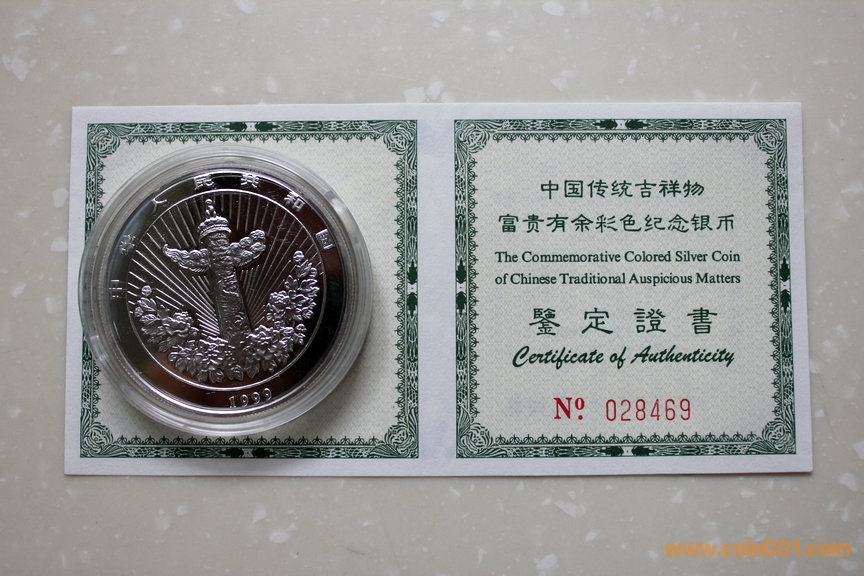 中华人民共和国
1999
中国传统吉祥物
富贵有余彩色纪念银币
The Commemorative Colored Silver Coin
of Chinese Traditional Auspicious Matters
鑒定證書
Certificate of Authenticity
Nº 028469
www.coin001.com